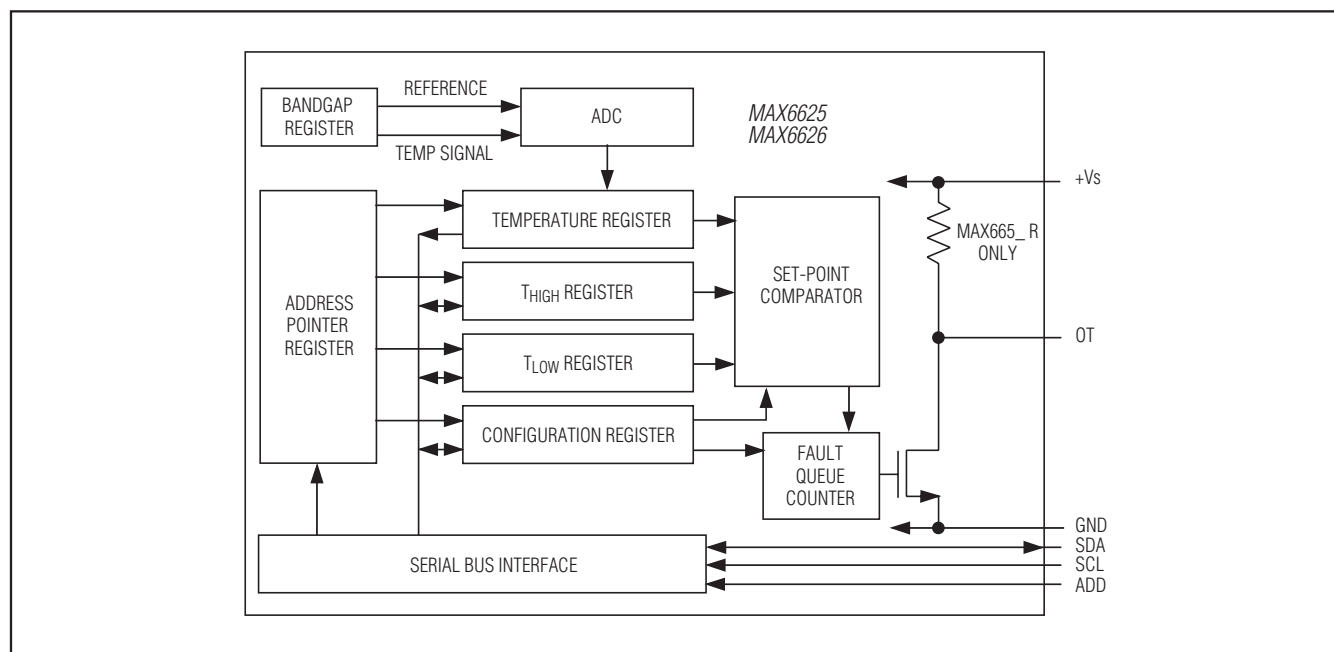 BANDGAP
REGISTER
REFERENCE
TEMP SIGNAL
ADC
MAX6625
MAX6626
ADDRESS
POINTER
REGISTER
TEMPERATURE REGISTER
THIGH REGISTER
TLOW REGISTER
CONFIGURATION REGISTER
SET-POINT
COMPARATOR
FAULT
QUEUE
COUNTER
SERIAL BUS INTERFACE
+Vs
MAX665_ R
ONLY
OT
GND
SDA
SCL
ADD